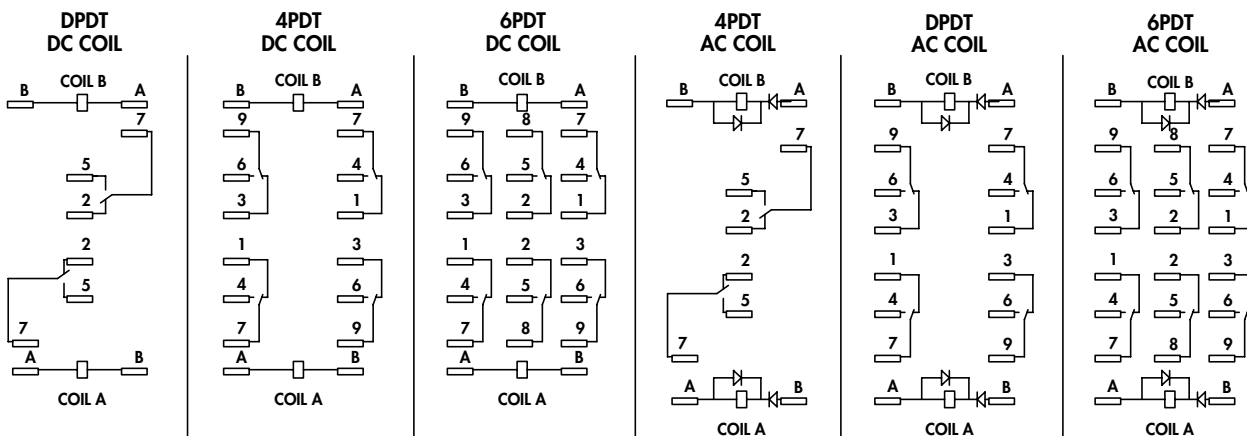 DPDT
DC COIL
COIL B
B A
7
5
2
2
5
7
A B
COIL A
4PDT
DC COIL
COIL B
B A
9 7
6 4
3 1
1 3
4 6
7 9
A B
COIL A
6PDT
DC COIL
COIL B
B A
9 8 7
6 5 4
3 2 1
1 2 3
4 5 6
7 8 9
A B
COIL A
4PDT
AC COIL
COIL B
B A
7
5
2
2
5
7
A B
COIL A
DPDT
AC COIL
COIL B
B A
9 7
6 4
3 1
1 3
4 6
7 9
A B
COIL A
6PDT
AC COIL
COIL B
B A
9 8 7
6 5 4
3 2 1
1 2 3
4 5 6
7 8 9
A B
COIL A